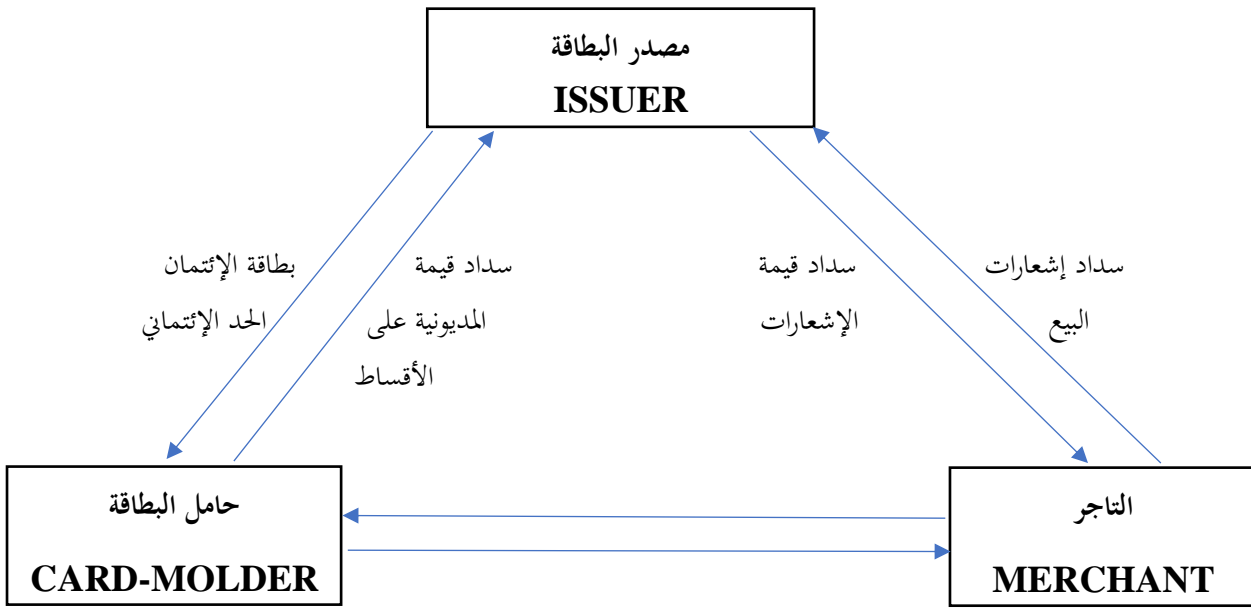 مصدر البطاقة
ISSUER
سداد إشعارات
البيع
سداد قيمة
الإشعارات
سداد قيمة
المديونية على
الأقساط
بطاقة الإئتمان
الحد الإئتماني
التاجر
MERCHANT
حامل البطاقة
CARD-MOLDER